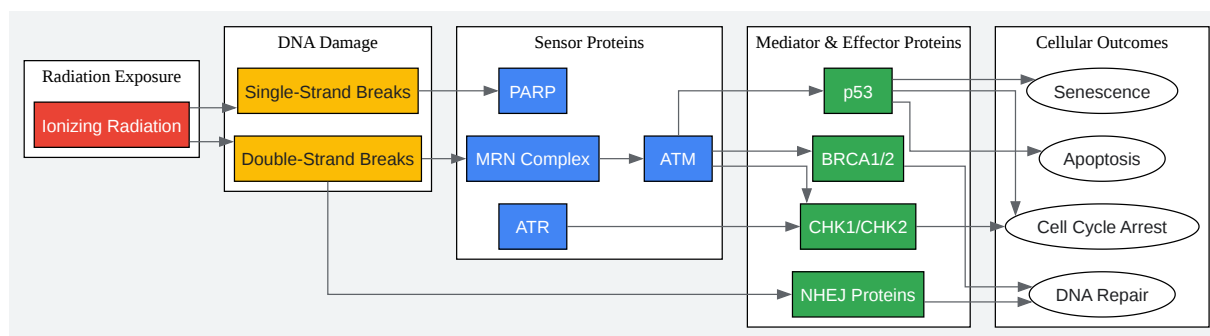 Radiation Exposure
Ionizing Radiation
DNA Damage
Single-Strand Breaks
Double-Strand Breaks
Sensor Proteins
PARP
MRN Complex
ATM
ATR
Mediator & Effector Proteins
p53
BRCA1/2
CHK1/CHK2
NHEJ Proteins
Cellular Outcomes
Senescence
Apoptosis
Cell Cycle Arrest
DNA Repair